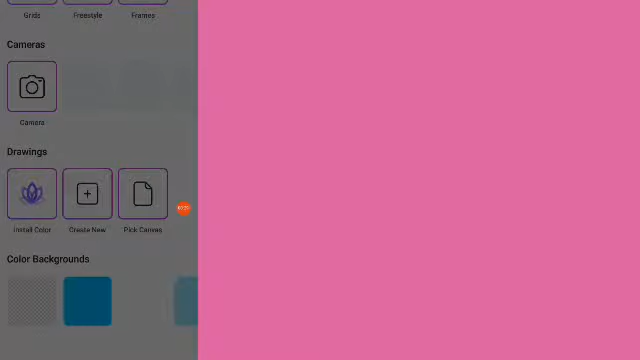 Grids Freestyle Frames
Cameras
Camera
Drawings
Install Color Create New Pick Canvas
Color Backgrounds